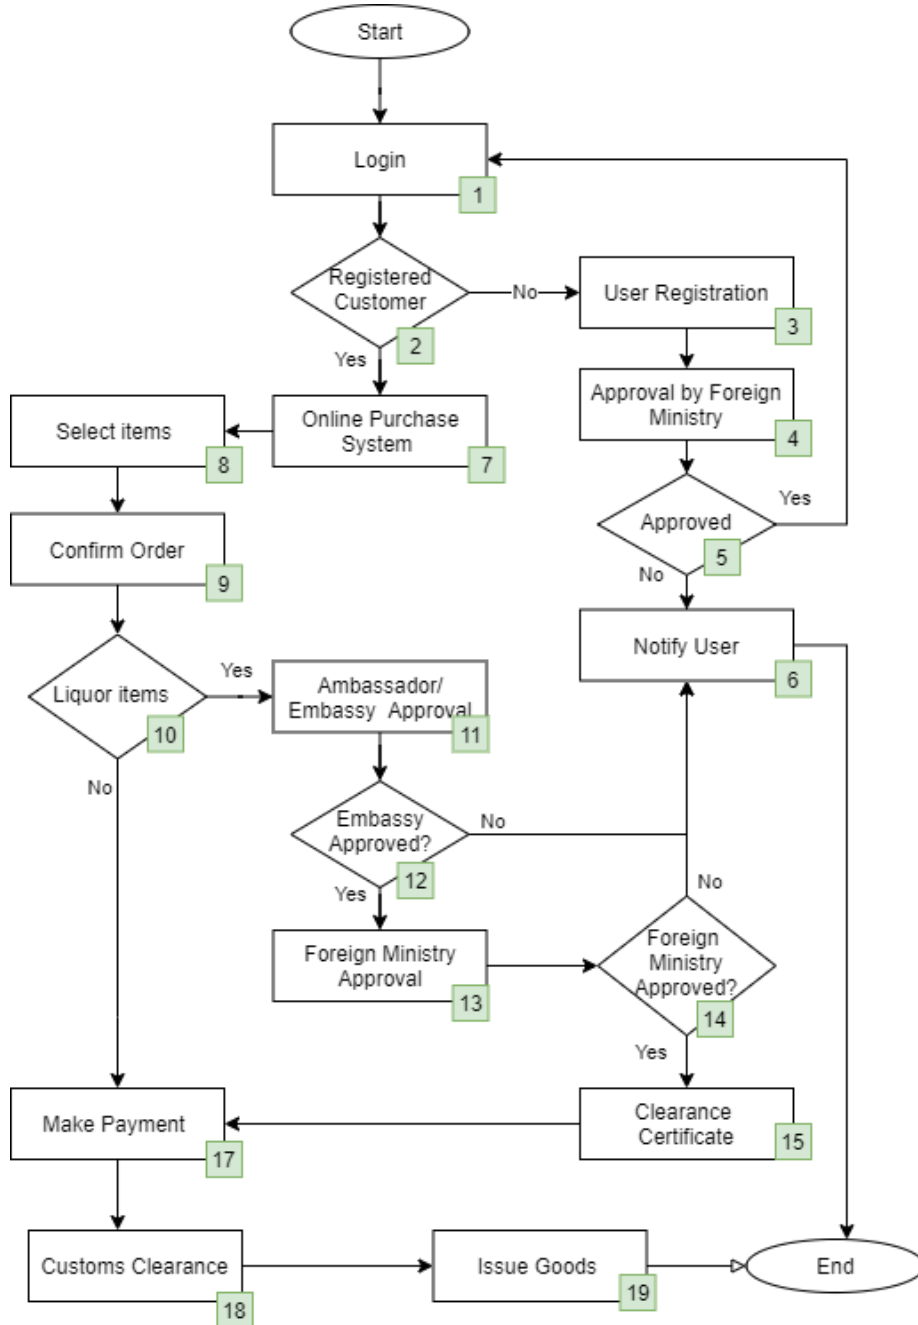 Start
Login
1
Registered
Customer
2
No
User Registration
3
Yes
Approval by Foreign
Ministry
4
Select items
8
Online Purchase
System
7
Yes
Approved
5
No
Confirm Order
9
Notify User
6
Liquor items
10
Yes
Ambassador/
Embassy Approval
11
No
Embassy
Approved?
12
No
Yes
No
Foreign Ministry
Approval
13
Foreign
Ministry
Approved?
14
Yes
Make Payment
17
Clearance
Certificate
15
Customs Clearance
18
Issue Goods
19
End